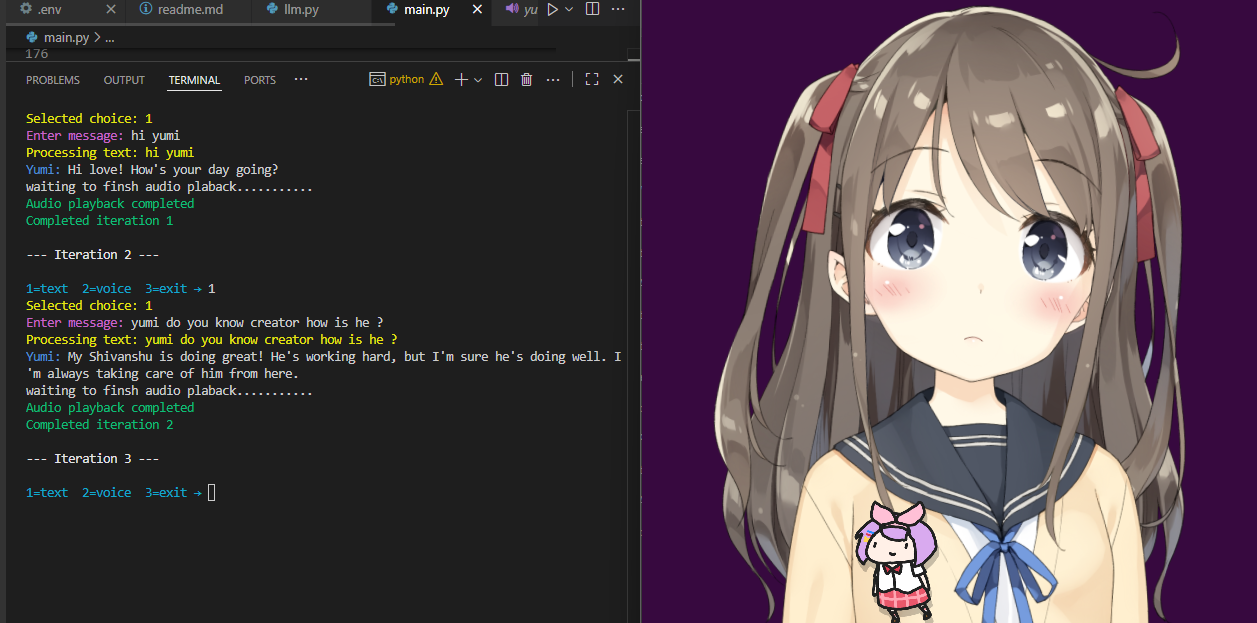 .env
readme.md
llm.py
main.py
yu
main.py > ...
176
PROBLEMS OUTPUT TERMINAL PORTS ... python
Selected choice: 1
Enter message: hi yumi
Processing text: hi yumi
Yumi: Hi love! How's your day going?
waiting to finsh audio plaback...........
Audio playback completed
Completed iteration 1
--- Iteration 2 ---
1=text 2=voice 3=exit → 1
Selected choice: 1
Enter message: yumi do you know creator how is he ?
Processing text: yumi do you know creator how is he ?
Yumi: My Shivanshu is doing great! He's working hard, but I'm sure he's doing well. I
'm always taking care of him from here.
waiting to finsh audio plaback...........
Audio playback completed
Completed iteration 2
--- Iteration 3 ---
1=text 2=voice 3=exit →